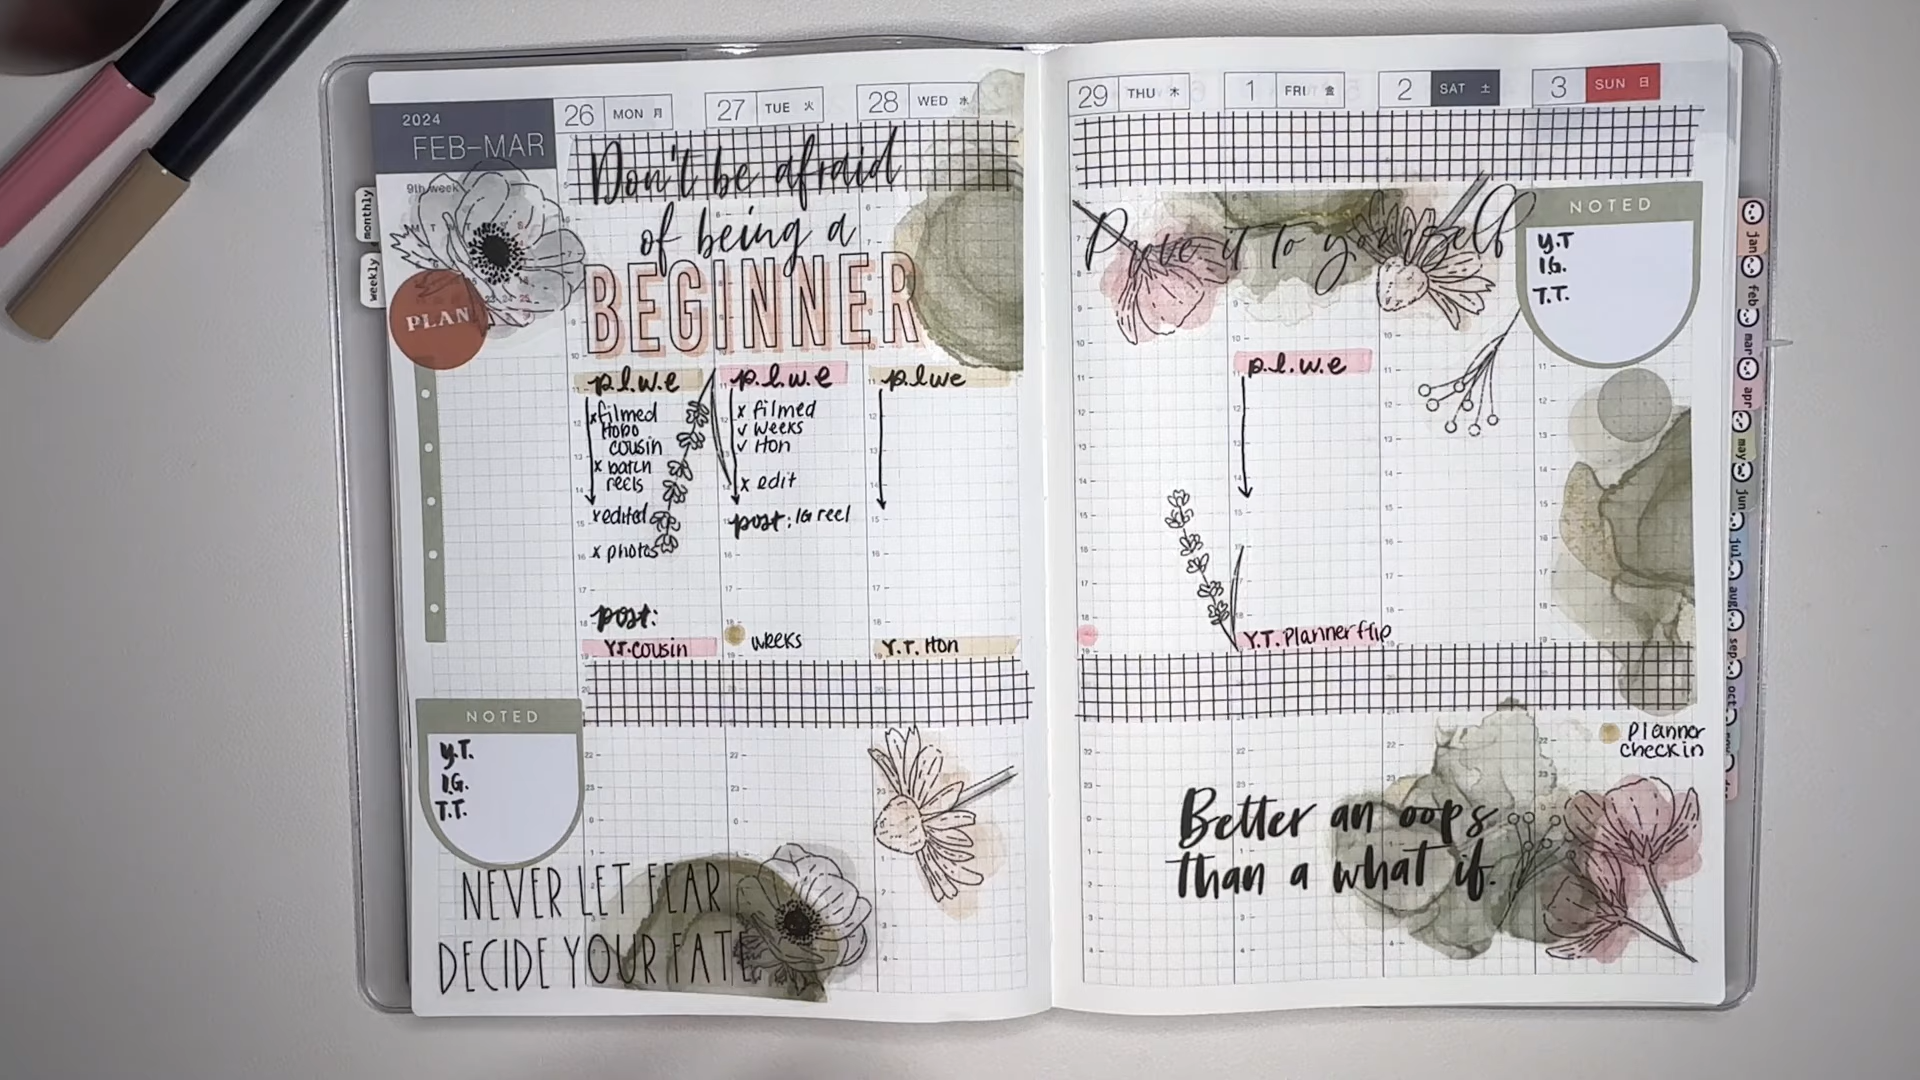 2024
FEB–MAR
9th week
26 MON 月
27 TUE 火
28 WED 水
Don't be afraid
of being a
BEGINNER
PLAN
monthly
weekly
p.l.w.e
x filmed
Hobo
cousin
x batch
reels
x edited
x photos
post:
Y.T. cousin
p.l.w.e
x filmed
✓ weeks
✓ Hon
x edit
post: IG reel
weeks
p.l.w.e
Y.T. Hon
NOTED
Y.T.
I.G.
T.T.
NEVER LET FEAR
DECIDE YOUR FATE
29 THU 木
1 FRI 金
2 SAT 土
3 SUN 日
Prove it to yourself
NOTED
Y.T
I.G.
T.T.
p.l.w.e
Y.T. Planner flip
Planner
check in
Better an oops
than a what if.
jan
feb
mar
apr
may
jun
jul
aug
sep
oct